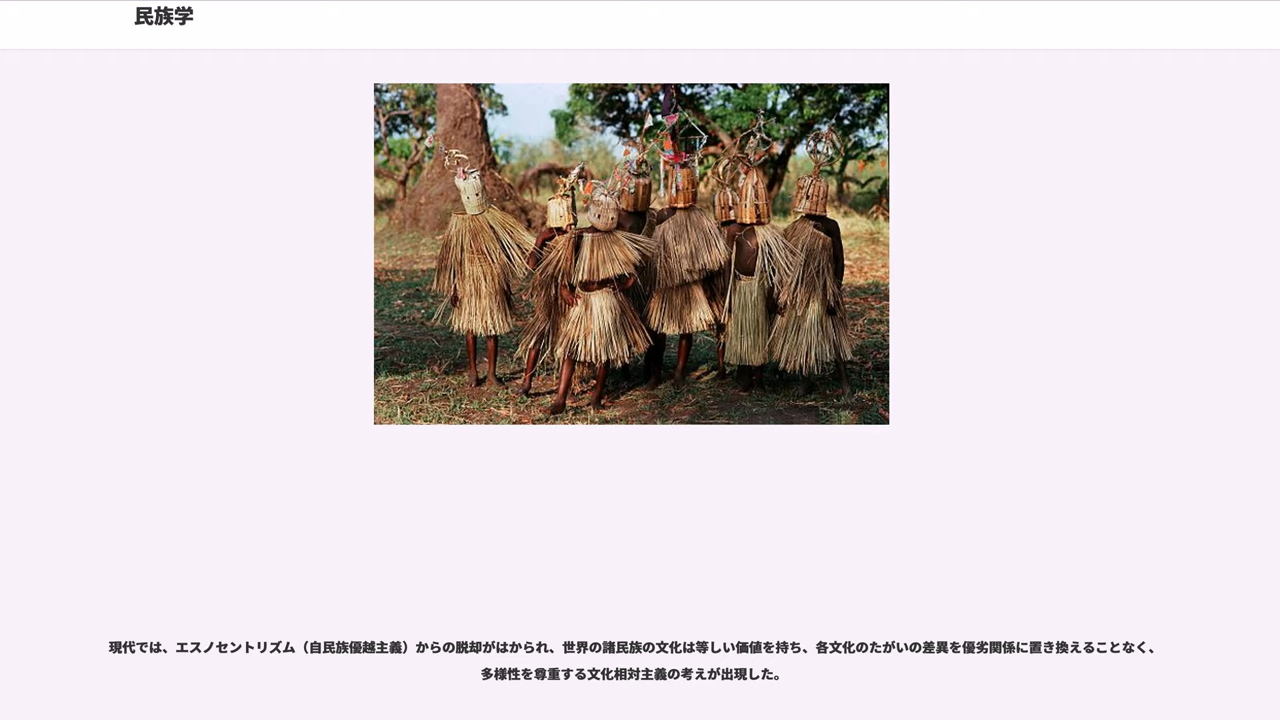 民族学
現代では、エスノセントリズム（自民族優越主義）からの脱却がはかられ、世界の諸民族の文化は等しい価値を持ち、各文化のたがいの差異を優劣関係に置き換えることなく、
多様性を尊重する文化相対主義の考えが出現した。